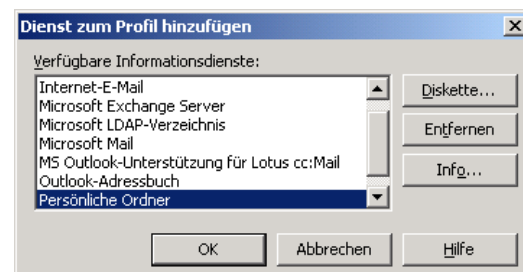 Dienst zum Profil hinzufügen
Verfügbare Informationsdienste:
Internet-E-Mail
Microsoft Exchange Server
Microsoft LDAP-Verzeichnis
Microsoft Mail
MS Outlook-Unterstützung für Lotus cc:Mail
Outlook-Adressbuch
Persönliche Ordner
Diskette...
Entfernen
Info...
OK
Abbrechen
Hilfe